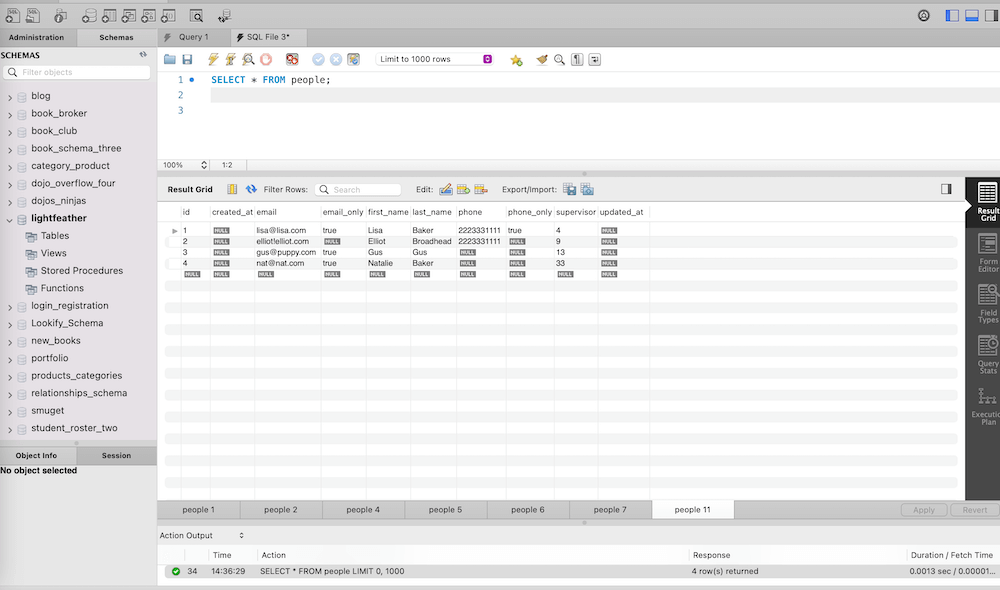 Administration Schemas Query 1 SQL File 3*
SCHEMAS
Filter objects
Limit to 1000 rows
1 SELECT * FROM people;
2
3
100% 1:2
blog
book_broker
book_club
book_schema_three
category_product
dojo_overflow_four
dojos_ninjas
lightfeather
Tables
Views
Stored Procedures
Functions
login_registration
Lookify_Schema
new_books
portfolio
products_categories
relationships_schema
smuget
student_roster_two
Object Info Session
No object selected
Result Grid Filter Rows: Search Edit: Export/Import:
id created_at email email_only first_name last_name phone phone_only supervisor updated_at
1 NULL lisa@lisa.com true Lisa Baker 2223331111 true 4 NULL
2 NULL elliot!elliot.com NULL Elliot Broadhead 2223331111 NULL 9 NULL
3 NULL gus@puppy.com true Gus Gus NULL NULL 13 NULL
4 NULL nat@nat.com true Natalie Baker NULL NULL 33 NULL
NULL NULL NULL NULL NULL NULL NULL NULL NULL NULL
Result
Grid
Form
Editor
Field
Types
Query
Stats
Executio
Plan
people 1 people 2 people 4 people 5 people 6 people 7 people 11 Apply Revert
Action Output
Time Action Response Duration / Fetch Time
34 14:36:29 SELECT * FROM people LIMIT 0, 1000 4 row(s) returned 0.0013 sec / 0.00001...